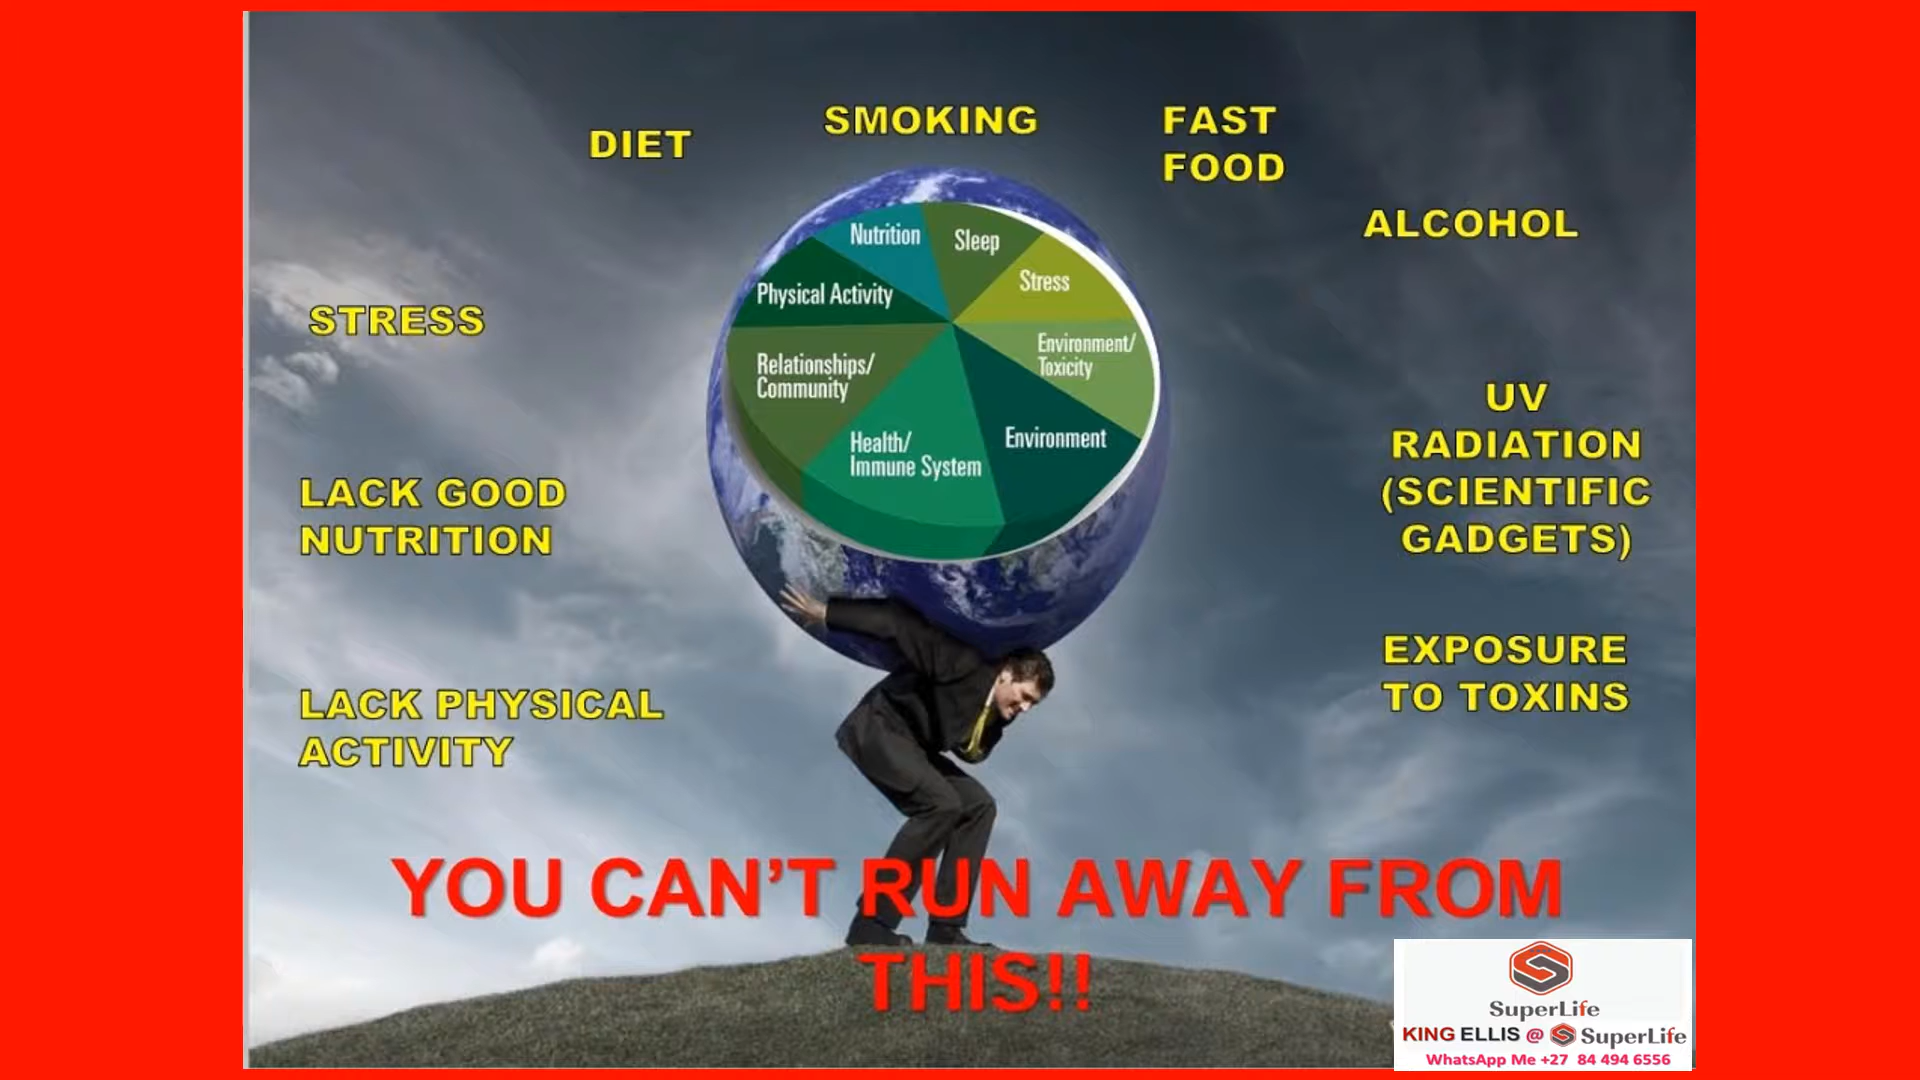 DIET
SMOKING
FAST
FOOD
ALCOHOL
STRESS
LACK GOOD
NUTRITION
LACK PHYSICAL
ACTIVITY
Nutrition
Sleep
Stress
Physical Activity
Environment/
Toxicity
Relationships/
Community
Environment
Health/
Immune System
UV
RADIATION
(SCIENTIFIC
GADGETS)
EXPOSURE
TO TOXINS
YOU CAN'T RUN AWAY FROM
THIS!!
SuperLife
KING ELLIS @ SuperLife
WhatsApp Me +27 84 494 6556